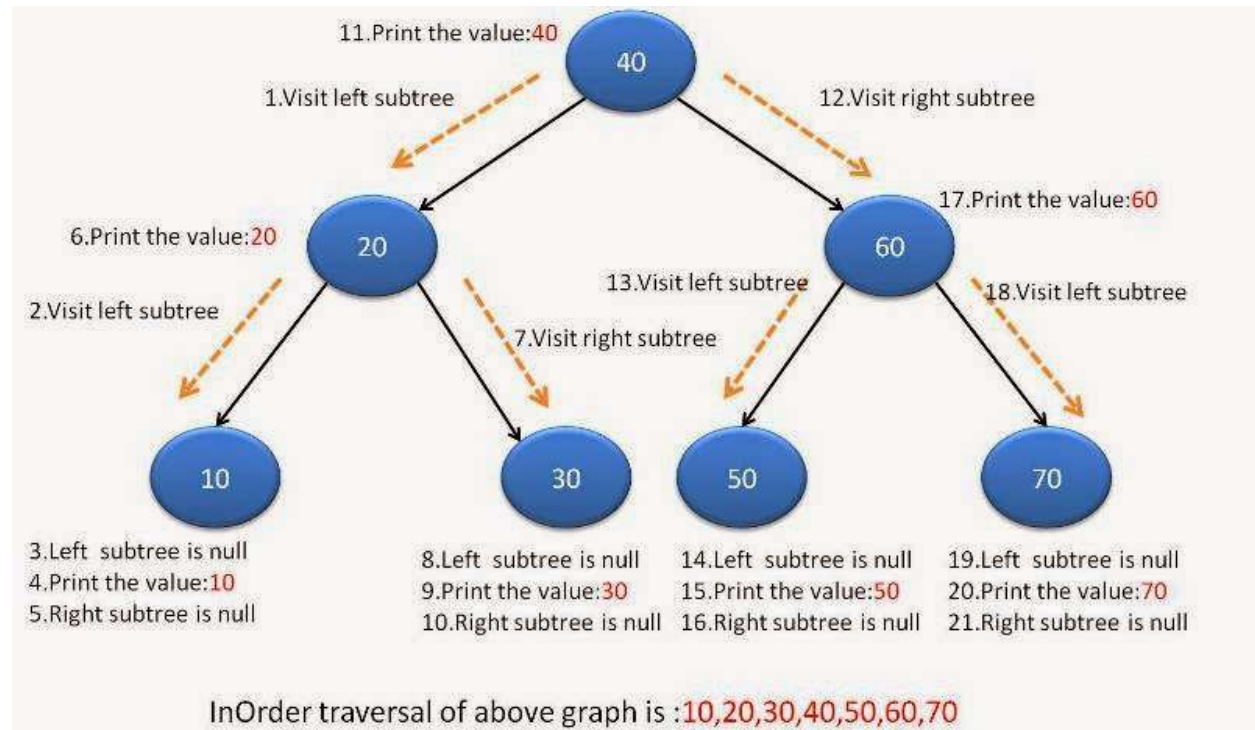 11.Print the value:40
40
1.Visit left subtree
12.Visit right subtree
17.Print the value:60
6.Print the value:20
20
60
13.Visit left subtree
18.Visit left subtree
2.Visit left subtree
7.Visit right subtree
10
30
50
70
3.Left  subtree is null
4.Print the value:10
5.Right subtree is null
8.Left  subtree is null
9.Print the value:30
10.Right subtree is null
14.Left  subtree is null
15.Print the value:50
16.Right subtree is null
19.Left  subtree is null
20.Print the value:70
21.Right subtree is null
InOrder traversal of above graph is :10,20,30,40,50,60,70